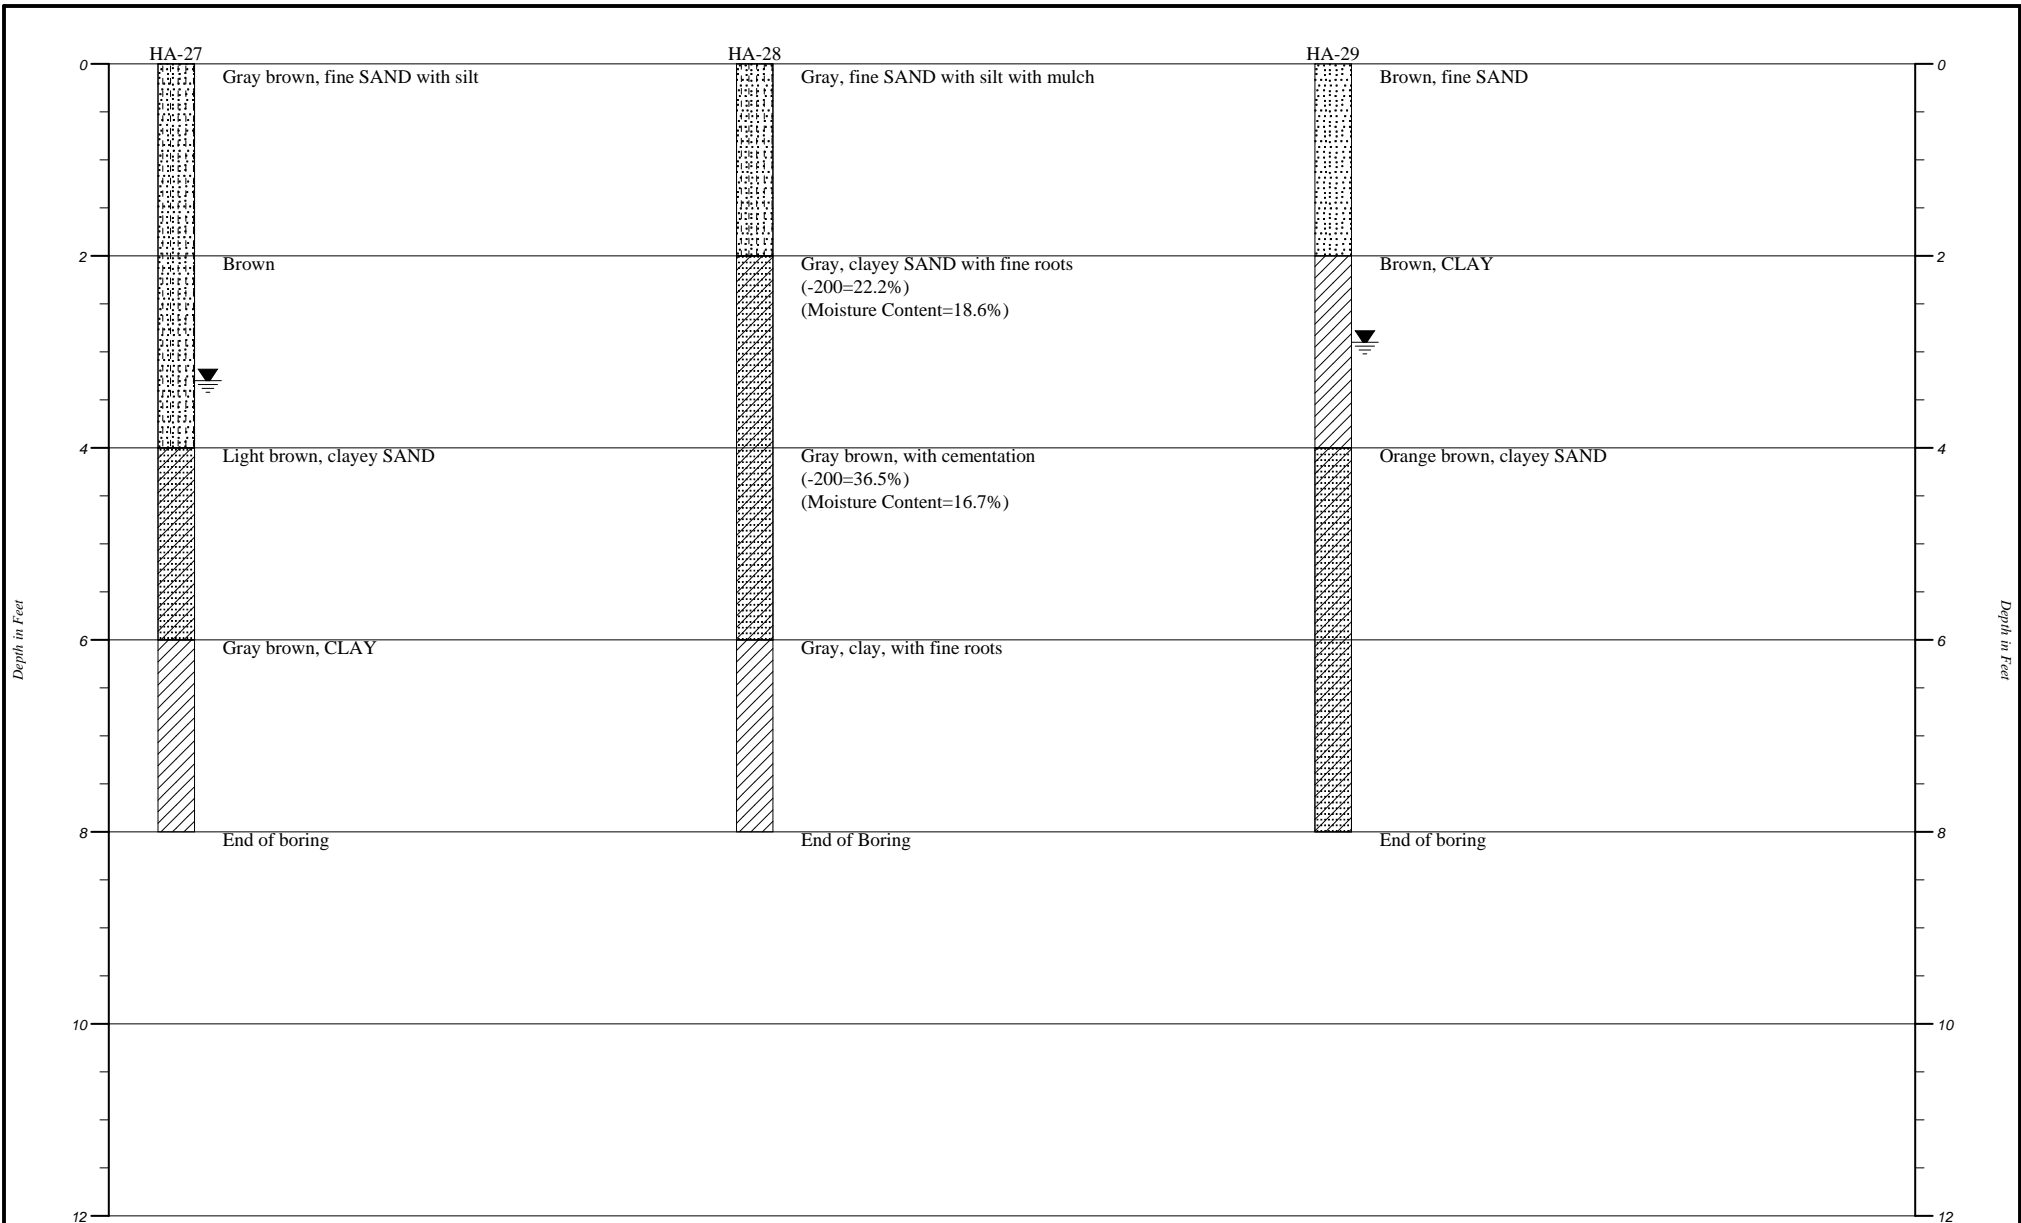 HA-27
HA-28
HA-29
0
Gray brown, fine SAND with silt
Gray, fine SAND with silt with mulch
Brown, fine SAND
0
2
Brown
Gray, clayey SAND with fine roots
(-200=22.2%)
(Moisture Content=18.6%)
Brown, CLAY
2
4
Light brown, clayey SAND
Gray brown, with cementation
(-200=36.5%)
(Moisture Content=16.7%)
Orange brown, clayey SAND
4
Depth in Feet
6
Gray brown, CLAY
Gray, clay, with fine roots
6
Depth in Feet
8
End of boring
End of Boring
End of boring
8
10
10
12
12